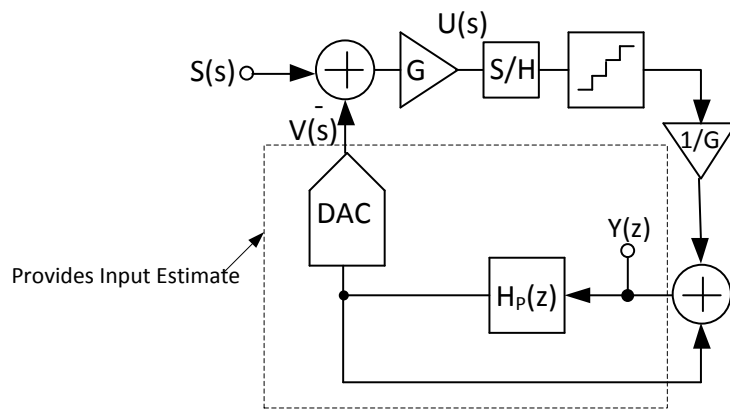 U(s)
S(s)
G
S/H
-
V(s)
1/G
DAC
Y(z)
Provides Input Estimate
H_P(z)